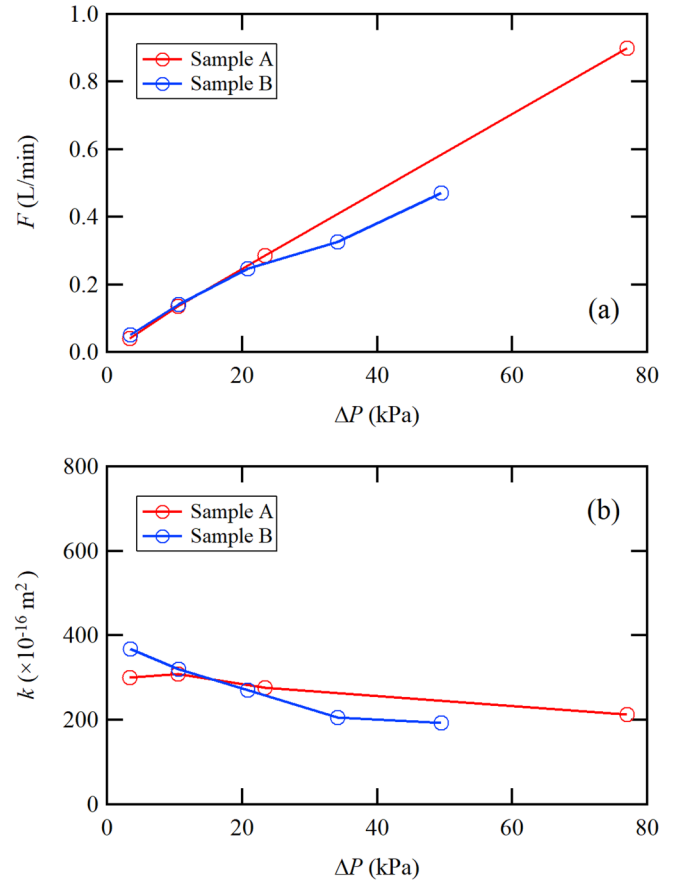 1.0
0.8
0.6
0.4
0.2
0.0
F (L/min)
Sample A
Sample B
(a)
0 20 40 60 80
ΔP (kPa)
800
600
400
200
0
k (×10⁻¹⁶ m²)
Sample A
Sample B
(b)
0 20 40 60 80
ΔP (kPa)